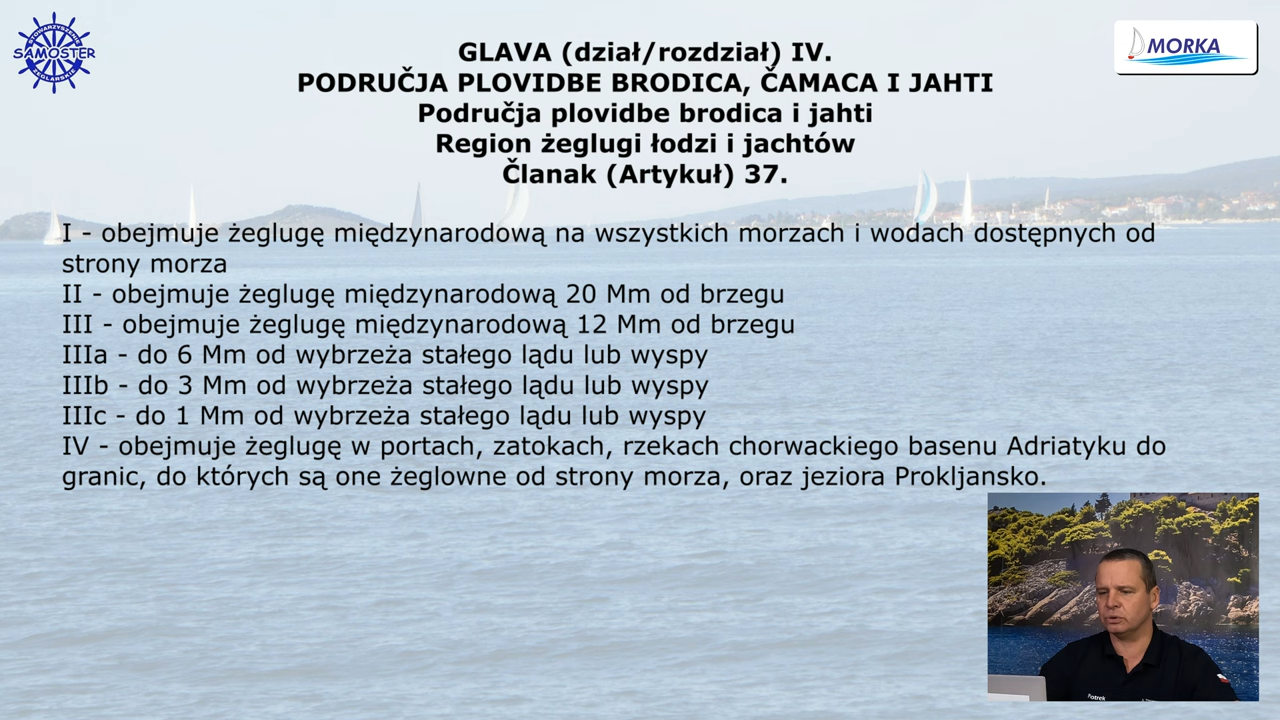 STOWARZYSZENIE
SAMOSTER
ŻEGLARSKIE
MORKA
GLAVA (dział/rozdział) IV.
PODRUČJA PLOVIDBE BRODICA, ČAMACA I JAHTI
Područja plovidbe brodica i jahti
Region żeglugi łodzi i jachtów
Članak (Artykuł) 37.
I - obejmuje żeglugę międzynarodową na wszystkich morzach i wodach dostępnych od
strony morza
II - obejmuje żeglugę międzynarodową 20 Mm od brzegu
III - obejmuje żeglugę międzynarodową 12 Mm od brzegu
IIIa - do 6 Mm od wybrzeża stałego lądu lub wyspy
IIIb - do 3 Mm od wybrzeża stałego lądu lub wyspy
IIIc - do 1 Mm od wybrzeża stałego lądu lub wyspy
IV - obejmuje żeglugę w portach, zatokach, rzekach chorwackiego basenu Adriatyku do
granic, do których są one żeglowne od strony morza, oraz jeziora Prokljansko.
Piotrek